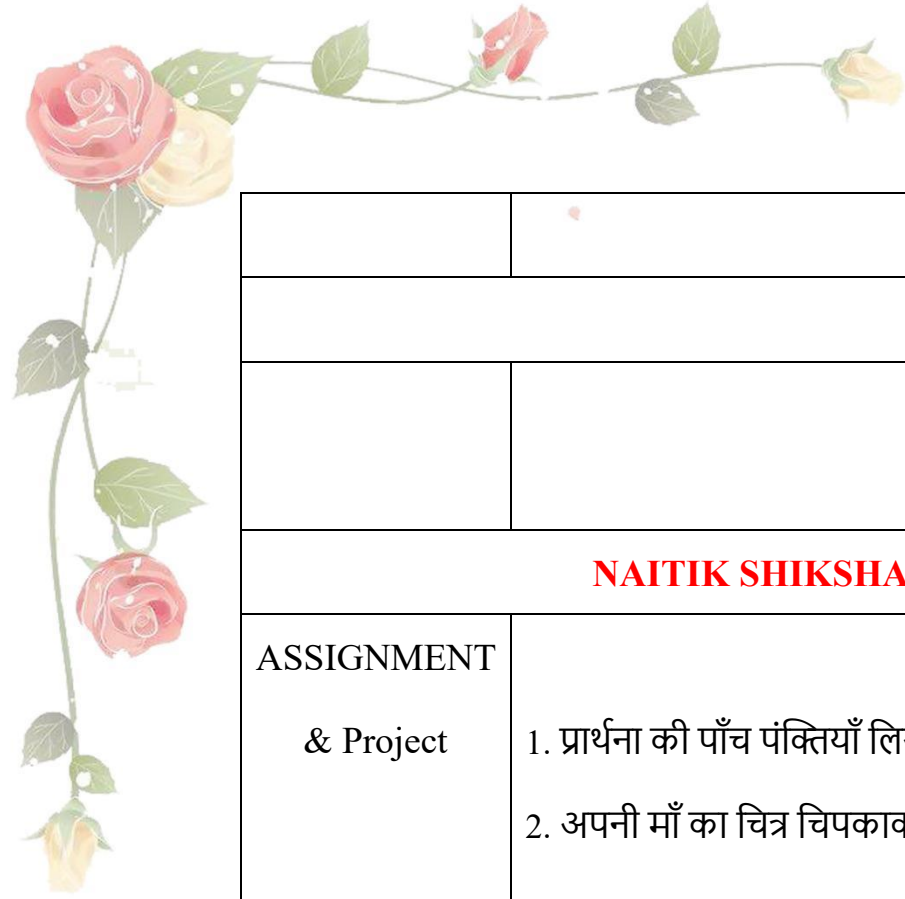 NAITIK SHIKSHA
ASSIGNMENT
& Project
1. प्रार्थना की पाँच पंक्तियाँ
2. अपनी माँ का चित्र